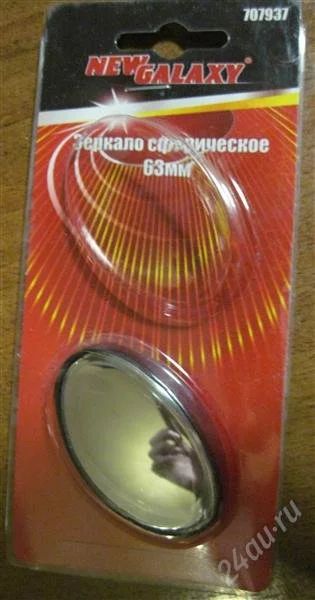 707937
NEW GALAXY
Зеркало сферическое
63мм
24au.ru